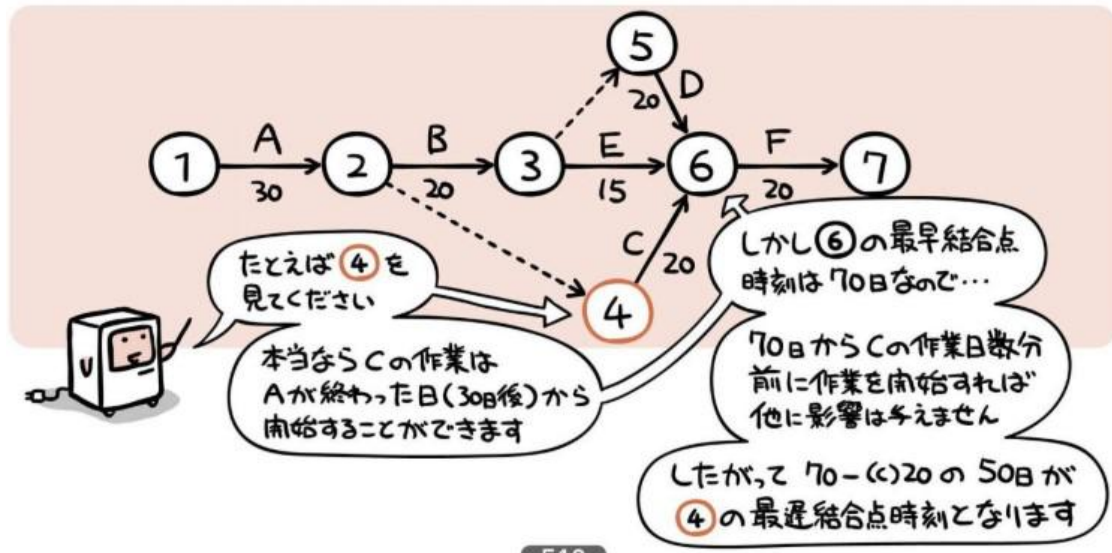 5
D
20
A
B
E
F
1
2
3
6
7
30
20
15
20
C
20
4
たとえば④を
見てください
本当ならCの作業は
Aが終わった日(30日後)から
開始することができます
しかし⑥の最早結合点
時刻は70日なので…
70日からCの作業日数分
前に作業を開始すれば
他に影響は与えません
したがって 70-(C)20の 50日が
④の最遅結合点時刻となります